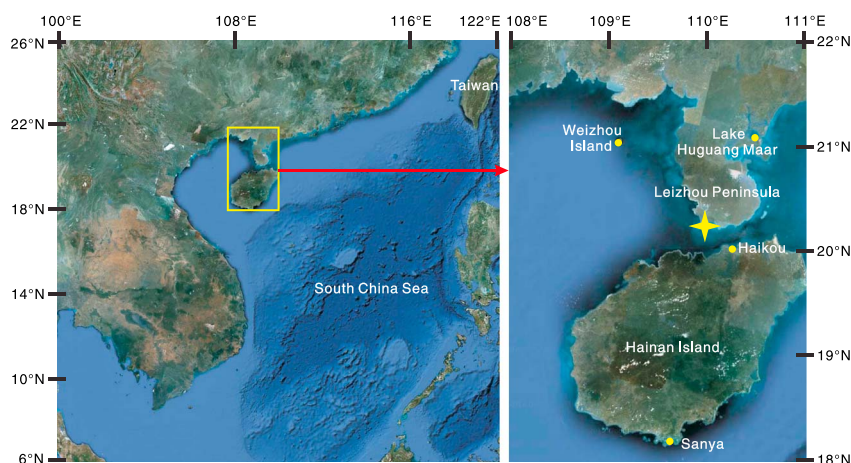 100°E
108°E
116°E
122°E
26°N
22°N
18°N
14°N
10°N
6°N
Taiwan
South China Sea
108°E
109°E
110°E
111°E
22°N
21°N
20°N
19°N
18°N
Weizhou
Island
Lake
Huguang Maar
Leizhou Peninsula
Haikou
Hainan Island
Sanya